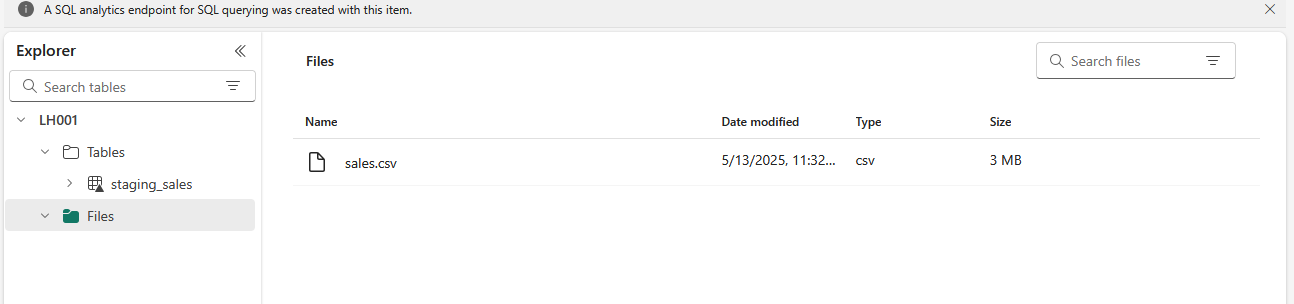 A SQL analytics endpoint for SQL querying was created with this item.
Explorer
Search tables
LH001
Tables
staging_sales
Files
Files
Search files
Name Date modified Type Size
sales.csv 5/13/2025, 11:32... csv 3 MB